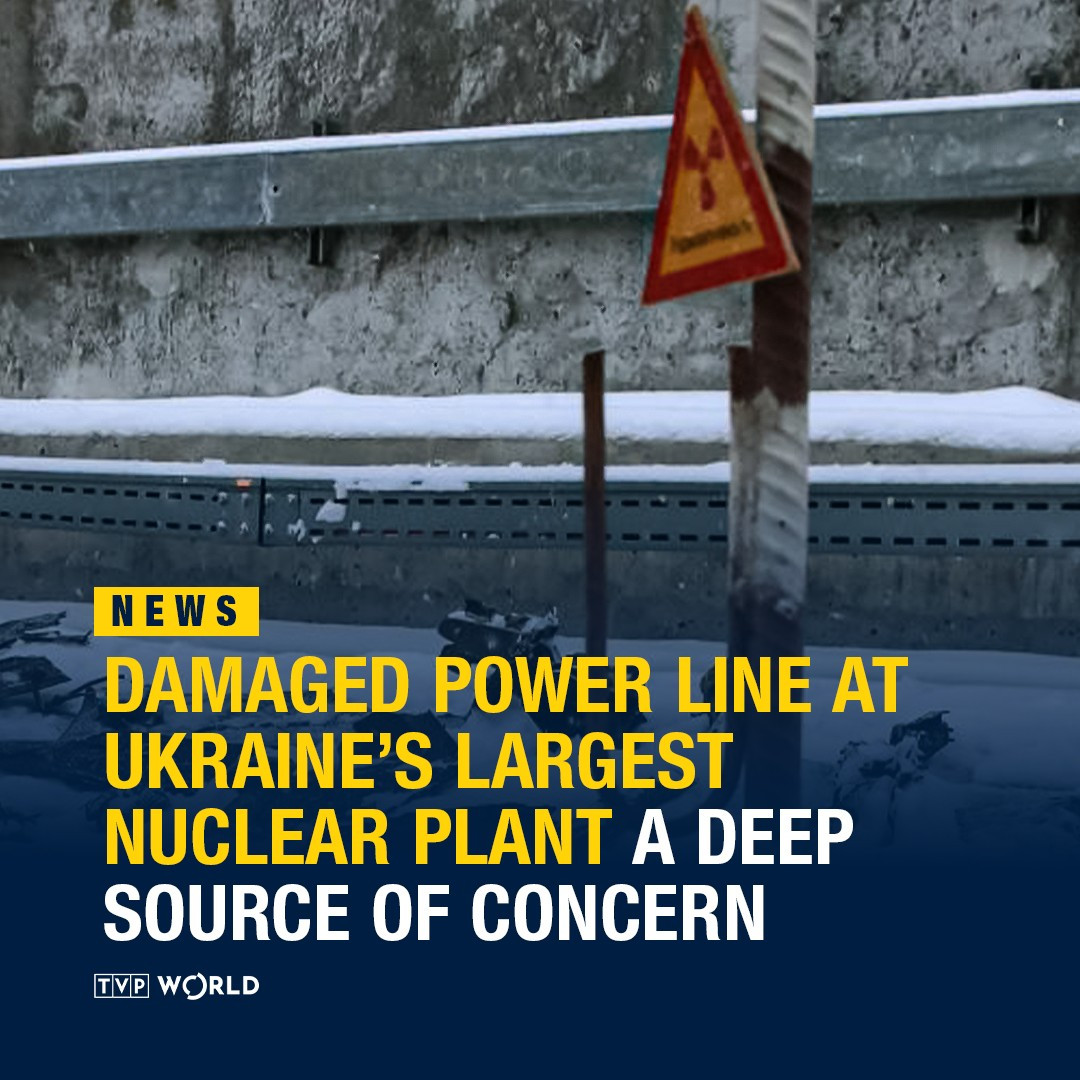 NEWS
DAMAGED POWER LINE AT
UKRAINE’S LARGEST
NUCLEAR PLANT A DEEP
SOURCE OF CONCERN
TVP WORLD